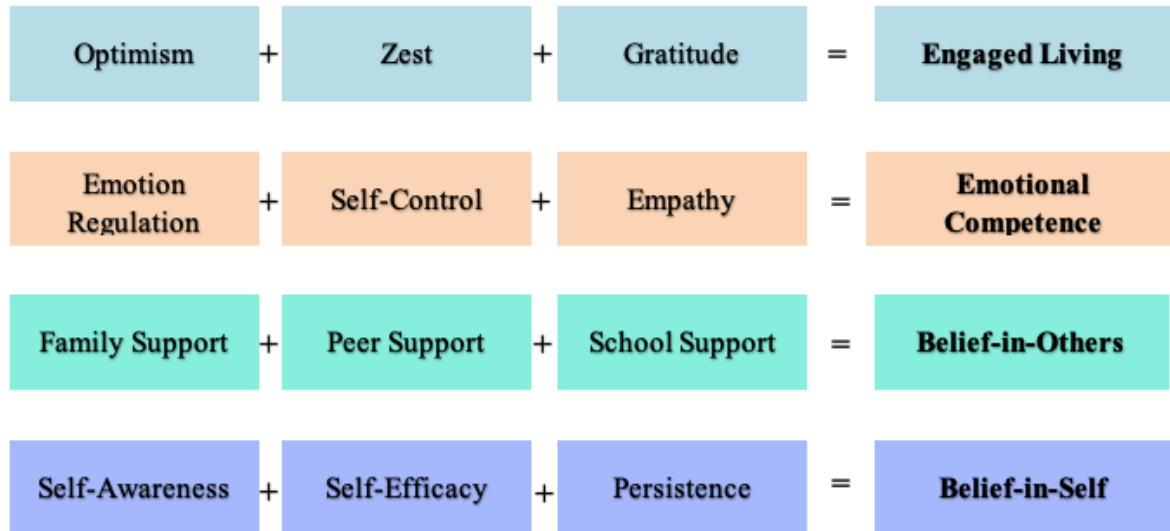 Optimism + Zest + Gratitude = Engaged Living
Emotion Regulation + Self-Control + Empathy = Emotional Competence
Family Support + Peer Support + School Support = Belief-in-Others
Self-Awareness + Self-Efficacy + Persistence = Belief-in-Self